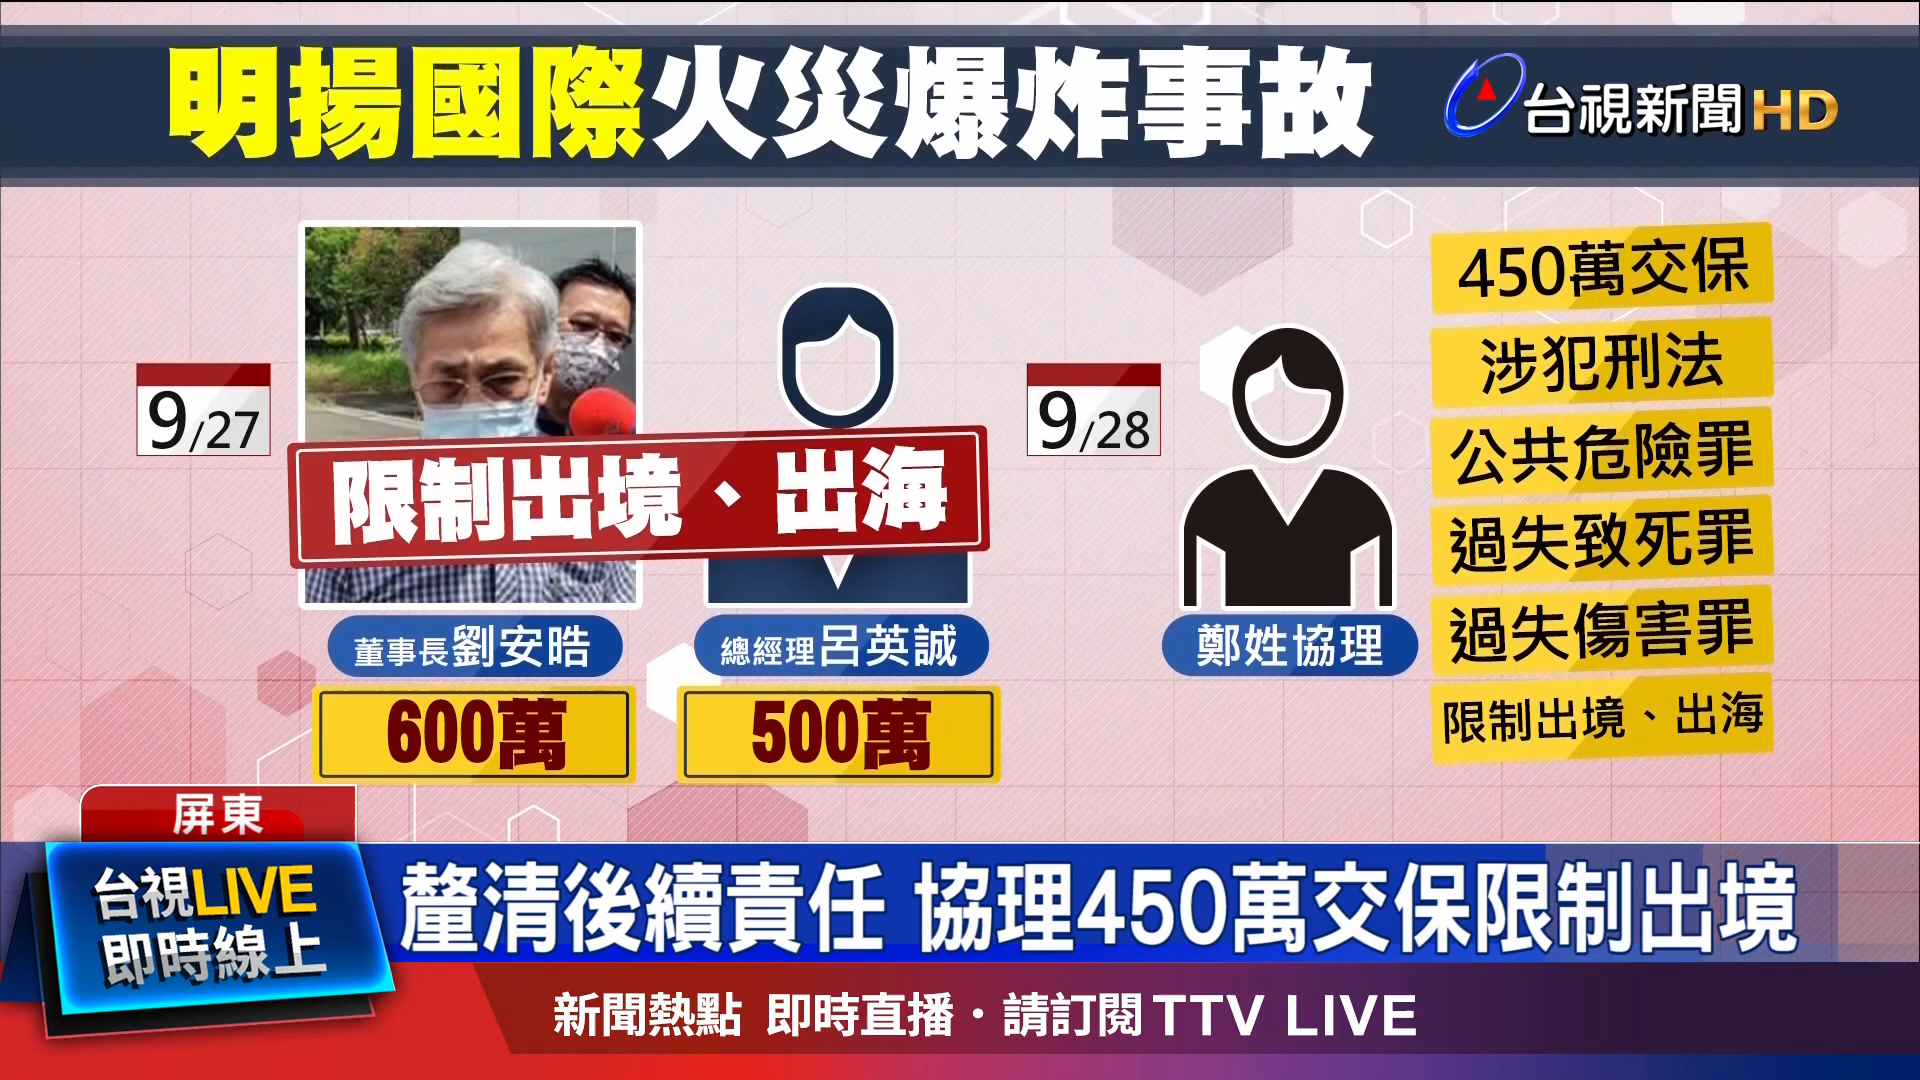 明揚國際火災爆炸事故
台視新聞HD
9/27
限制出境、出海
董事長劉安皓
600萬
總經理呂英誠
500萬
9/28
鄭姓協理
450萬交保
涉犯刑法
公共危險罪
過失致死罪
過失傷害罪
限制出境、出海
屏東
台視LIVE
即時線上
釐清後續責任 協理450萬交保限制出境
新聞熱點 即時直播・請訂閱TTV LIVE